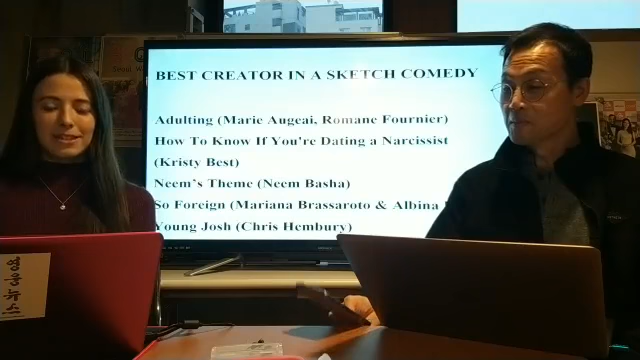 BEST CREATOR IN A SKETCH COMEDY
Adulting (Marie Augeai, Romane Fournier)
How To Know If You're Dating a Narcissist
(Kristy Best)
Neem's Theme (Neem Basha)
So Foreign (Mariana Brassaroto & Albina
Young Josh (Chris Hembury)
영웅뉴스